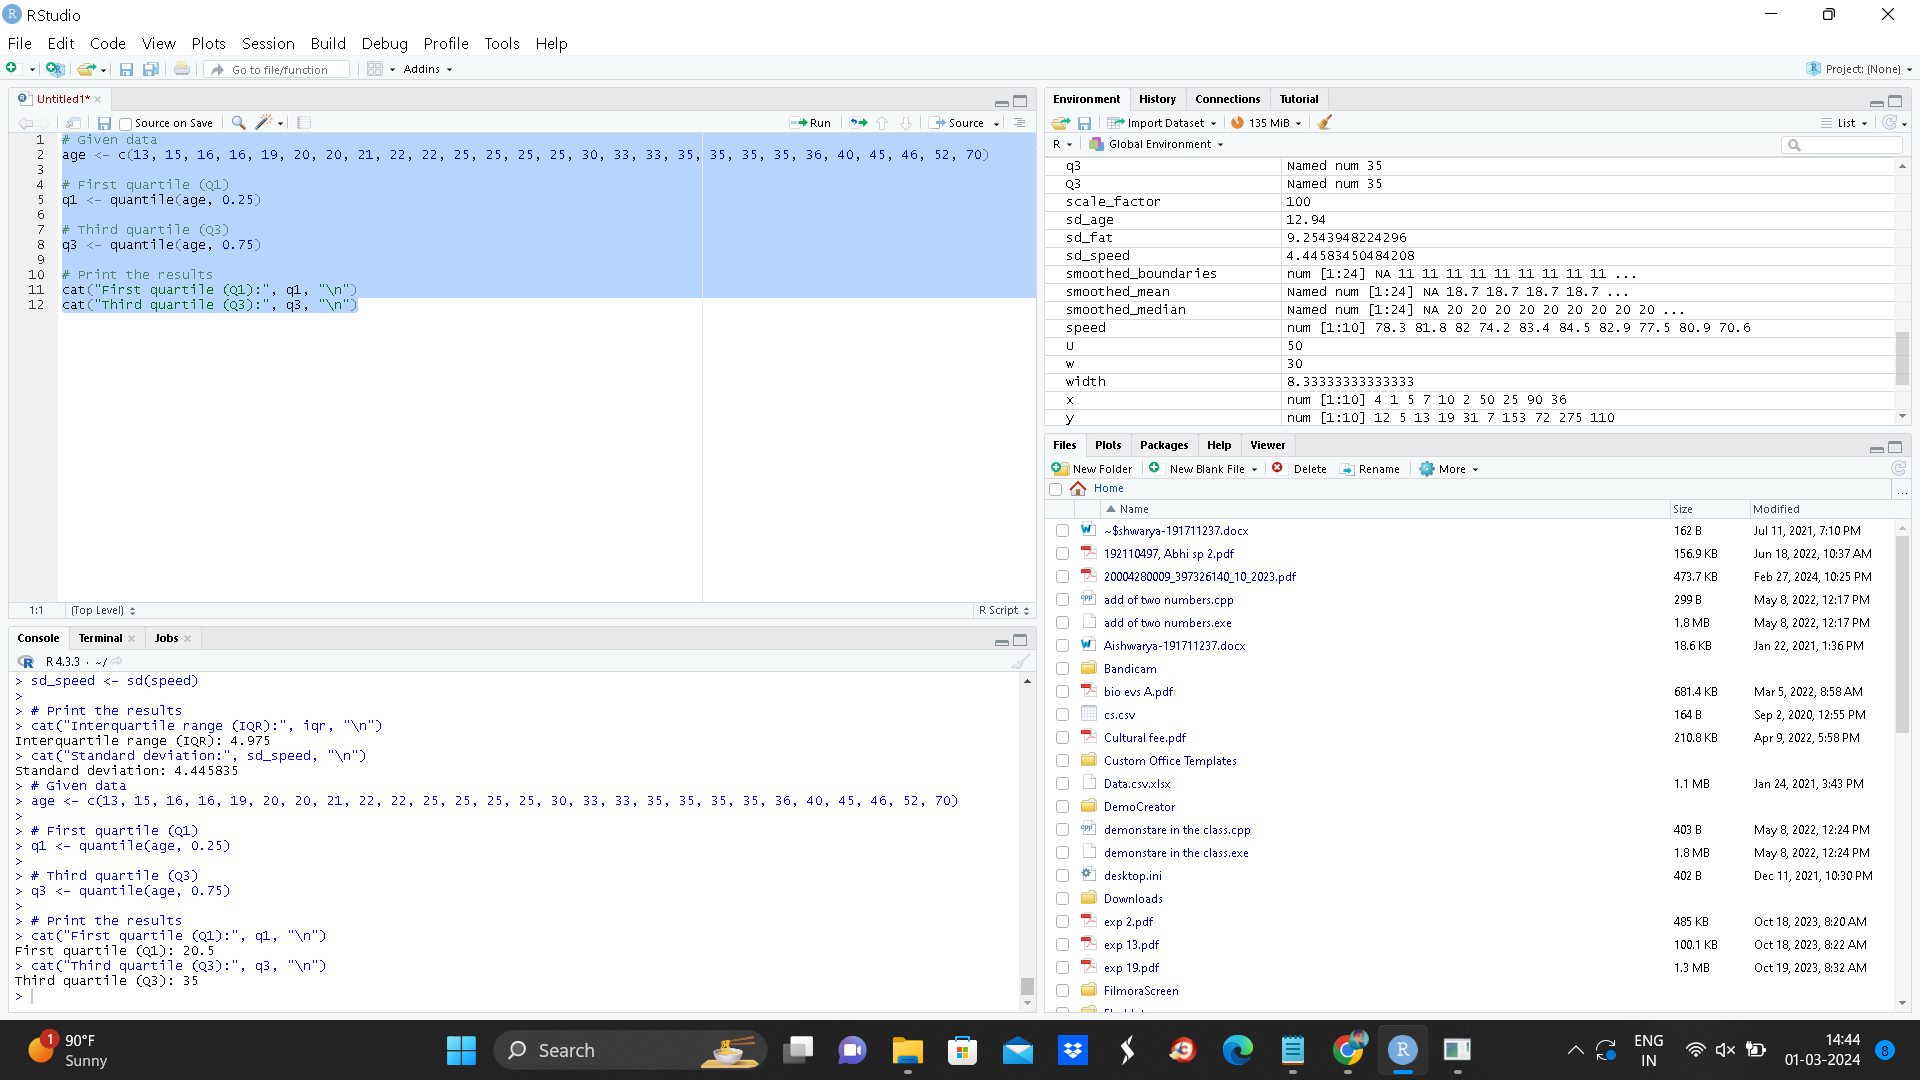 RStudio
File Edit Code View Plots Session Build Debug Profile Tools Help
Go to file/function Addins Project: (None)
Untitled1*
Source on Save Run Source
1 # Given data
2 age <- c(13, 15, 16, 16, 19, 20, 20, 21, 22, 22, 25, 25, 25, 25, 30, 33, 33, 35, 35, 35, 35, 36, 40, 45, 46, 52, 70)
3
4 # First quartile (Q1)
5 q1 <- quantile(age, 0.25)
6
7 # Third quartile (Q3)
8 q3 <- quantile(age, 0.75)
9
10 # Print the results
11 cat("First quartile (Q1):", q1, "\n")
12 cat("Third quartile (Q3):", q3, "\n")
1:1 (Top Level) R Script
Console Terminal Jobs
R 4.3.3 · ~/
> sd_speed <- sd(speed)
>
> # Print the results
> cat("Interquartile range (IQR):", iqr, "\n")
Interquartile range (IQR): 4.975
> cat("Standard deviation:", sd_speed, "\n")
Standard deviation: 4.445835
> # Given data
> age <- c(13, 15, 16, 16, 19, 20, 20, 21, 22, 22, 25, 25, 25, 25, 30, 33, 33, 35, 35, 35, 35, 36, 40, 45, 46, 52, 70)
>
> # First quartile (Q1)
> q1 <- quantile(age, 0.25)
>
> # Third quartile (Q3)
> q3 <- quantile(age, 0.75)
>
> # Print the results
> cat("First quartile (Q1):", q1, "\n")
First quartile (Q1): 20.5
> cat("Third quartile (Q3):", q3, "\n")
Third quartile (Q3): 35
>
Environment History Connections Tutorial
Import Dataset 135 MiB List
R Global Environment
q3 Named num 35
Q3 Named num 35
scale_factor 100
sd_age 12.94
sd_fat 9.2543948224296
sd_speed 4.44583450484208
smoothed_boundaries num [1:24] NA 11 11 11 11 11 11 11 11 11 ...
smoothed_mean Named num [1:24] NA 18.7 18.7 18.7 18.7 ...
smoothed_median Named num [1:24] NA 20 20 20 20 20 20 20 20 20 ...
speed num [1:10] 78.3 81.8 82 74.2 83.4 84.5 82.9 77.5 80.9 70.6
U 50
w 30
width 8.33333333333333
x num [1:10] 4 1 5 7 10 2 50 25 90 36
y num [1:10] 12 5 13 19 31 7 153 72 275 110
Files Plots Packages Help Viewer
New Folder New Blank File Delete Rename More
Home ...
Name Size Modified
~$shwarya-191711237.docx 162 B Jul 11, 2021, 7:10 PM
192110497, Abhi sp 2.pdf 156.9 KB Jun 18, 2022, 10:37 AM
20004280009_397326140_10_2023.pdf 473.7 KB Feb 27, 2024, 10:25 PM
add of two numbers.cpp 299 B May 8, 2022, 12:17 PM
add of two numbers.exe 1.8 MB May 8, 2022, 12:17 PM
Aishwarya-191711237.docx 18.6 KB Jan 22, 2021, 1:36 PM
Bandicam
bio evs A.pdf 681.4 KB Mar 5, 2022, 8:58 AM
cs.csv 164 B Sep 2, 2020, 12:55 PM
Cultural fee.pdf 210.8 KB Apr 9, 2022, 5:58 PM
Custom Office Templates
Data.csv.xlsx 1.1 MB Jan 24, 2021, 3:43 PM
DemoCreator
demonstare in the class.cpp 403 B May 8, 2022, 12:24 PM
demonstare in the class.exe 1.8 MB May 8, 2022, 12:24 PM
desktop.ini 402 B Dec 11, 2021, 10:30 PM
Downloads
exp 2.pdf 485 KB Oct 18, 2023, 8:20 AM
exp 13.pdf 100.1 KB Oct 18, 2023, 8:22 AM
exp 19.pdf 1.3 MB Oct 19, 2023, 8:32 AM
FilmoraScreen
1 90°F
Sunny
Search
ENG
IN
14:44
01-03-2024
8